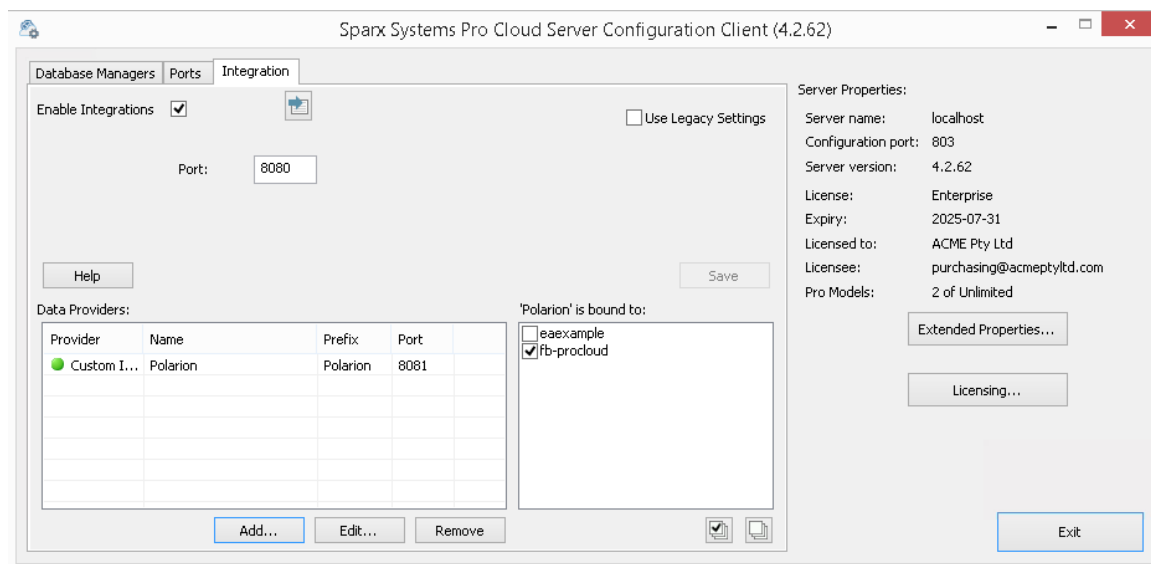 Sparx Systems Pro Cloud Server Configuration Client (4.2.62)
Database Managers Ports Integration
Enable Integrations
Use Legacy Settings
Port: 8080
Help
Save
Data Providers:
Provider Name Prefix Port
Custom I... Polarion Polarion 8081
Add... Edit... Remove
'Polarion' is bound to:
eaexample
fb-procloud
Server Properties:
Server name: localhost
Configuration port: 803
Server version: 4.2.62
License: Enterprise
Expiry: 2025-07-31
Licensed to: ACME Pty Ltd
Licensee: purchasing@acmeptyltd.com
Pro Models: 2 of Unlimited
Extended Properties...
Licensing...
Exit